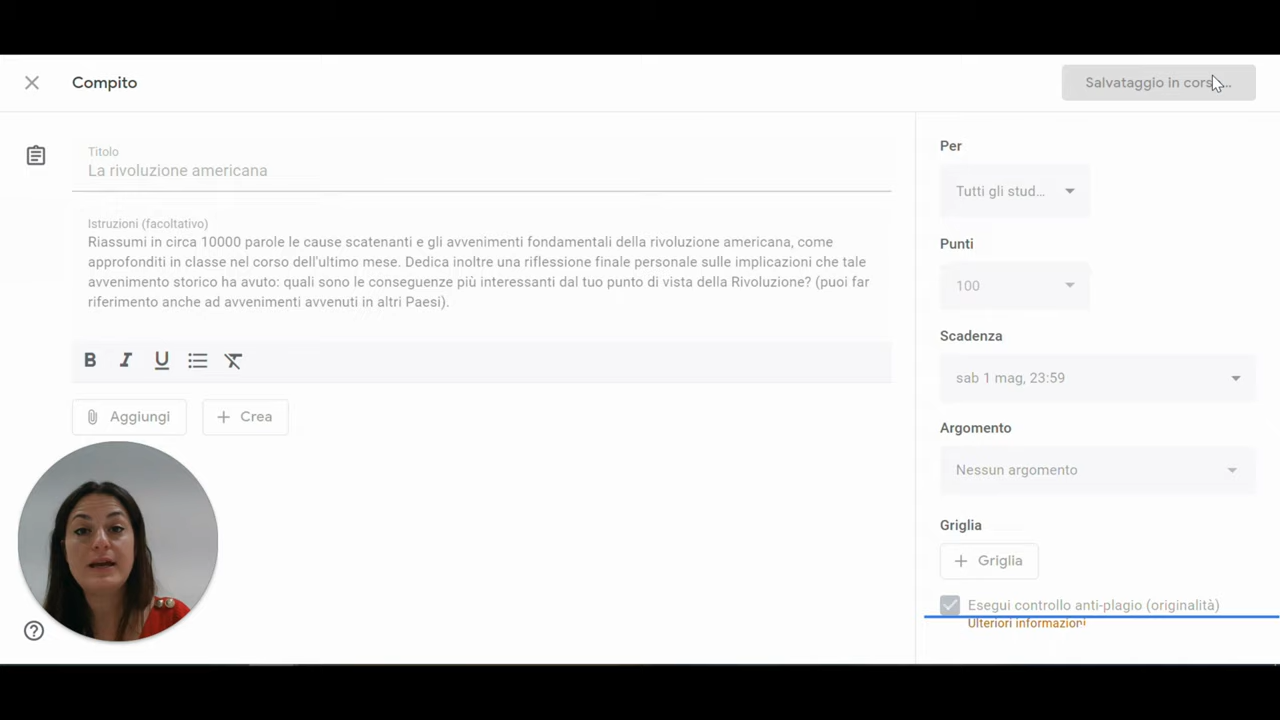 Compito
Salvataggio in cors...
Titolo
La rivoluzione americana
Istruzioni (facoltativo)
Riassumi in circa 10000 parole le cause scatenanti e gli avvenimenti fondamentali della rivoluzione americana, come
approfonditi in classe nel corso dell'ultimo mese. Dedica inoltre una riflessione finale personale sulle implicazioni che tale
avvenimento storico ha avuto: quali sono le conseguenze più interessanti dal tuo punto di vista della Rivoluzione? (puoi far
riferimento anche ad avvenimenti avvenuti in altri Paesi).
B I U
Aggiungi
Crea
Per
Tutti gli stud...
Punti
100
Scadenza
sab 1 mag, 23:59
Argomento
Nessun argomento
Griglia
Griglia
Esegui controllo anti-plagio (originalità)
Ulteriori informazioni